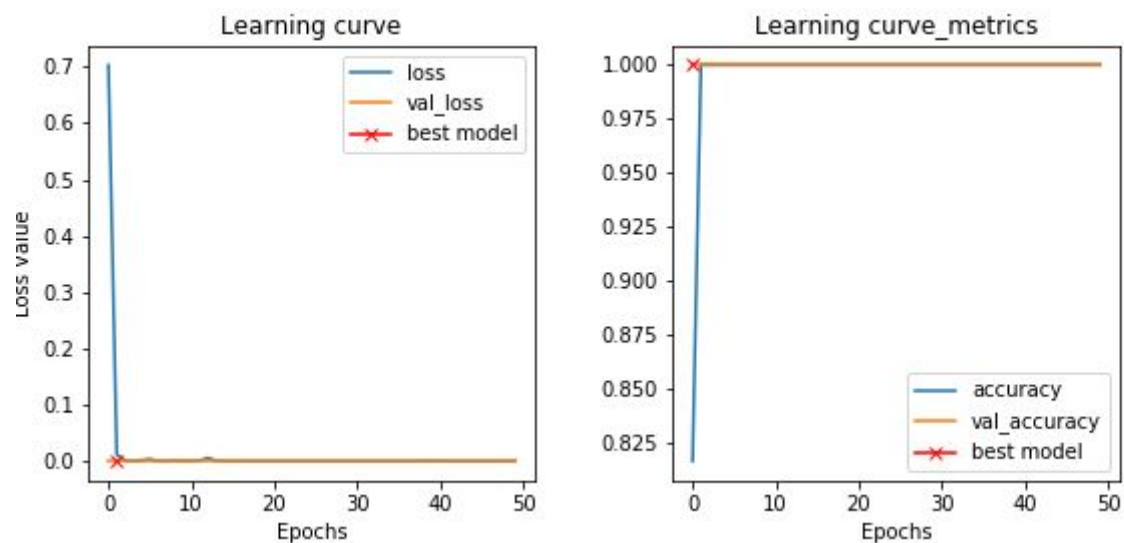 Learning curve
0.7
0.6
0.5
0.4
0.3
0.2
0.1
0.0
Loss value
loss
val_loss
best model
0 10 20 30 40 50
Epochs
Learning curve_metrics
1.000
0.975
0.950
0.925
0.900
0.875
0.850
0.825
accuracy
val_accuracy
best model
0 10 20 30 40 50
Epochs